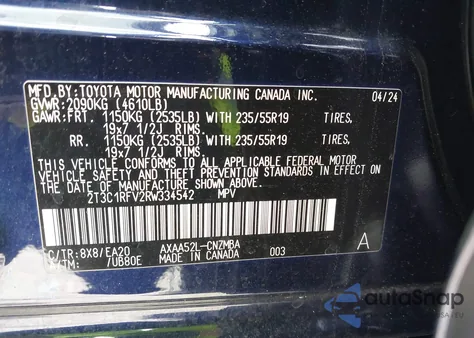 MFD.BY:TOYOTA MOTOR MANUFACTURING CANADA INC. 04/24
GVWR:2090KG (4610LB)
GAWR:FRT. 1150KG (2535LB) WITH 235/55R19 TIRES,
19x7 1/2J RIMS.
RR. 1150KG (2535LB) WITH 235/55R19 TIRES,
19x7 1/2J RIMS.
THIS VEHICLE CONFORMS TO ALL APPLICABLE FEDERAL MOTOR
VEHICLE SAFETY AND THEFT PREVENTION STANDARDS IN EFFECT ON
THE DATE OF MANUFACTURE SHOWN ABOVE.
2T3C1RFV2RW334542 MPV
C/TR:8X8/EA20 AXAA52L-CNZMBA 003 A
A/TM: /UB80E MADE IN CANADA
autoSnap